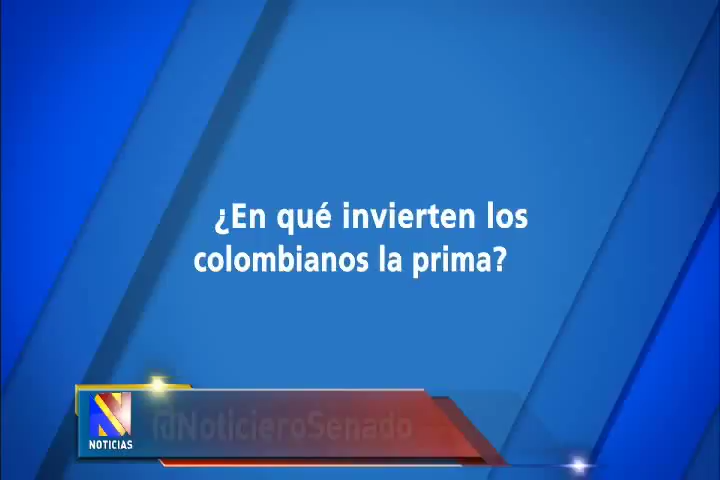 ¿En qué invierten los
colombianos la prima?
@NoticieroSenado
N
NOTICIAS